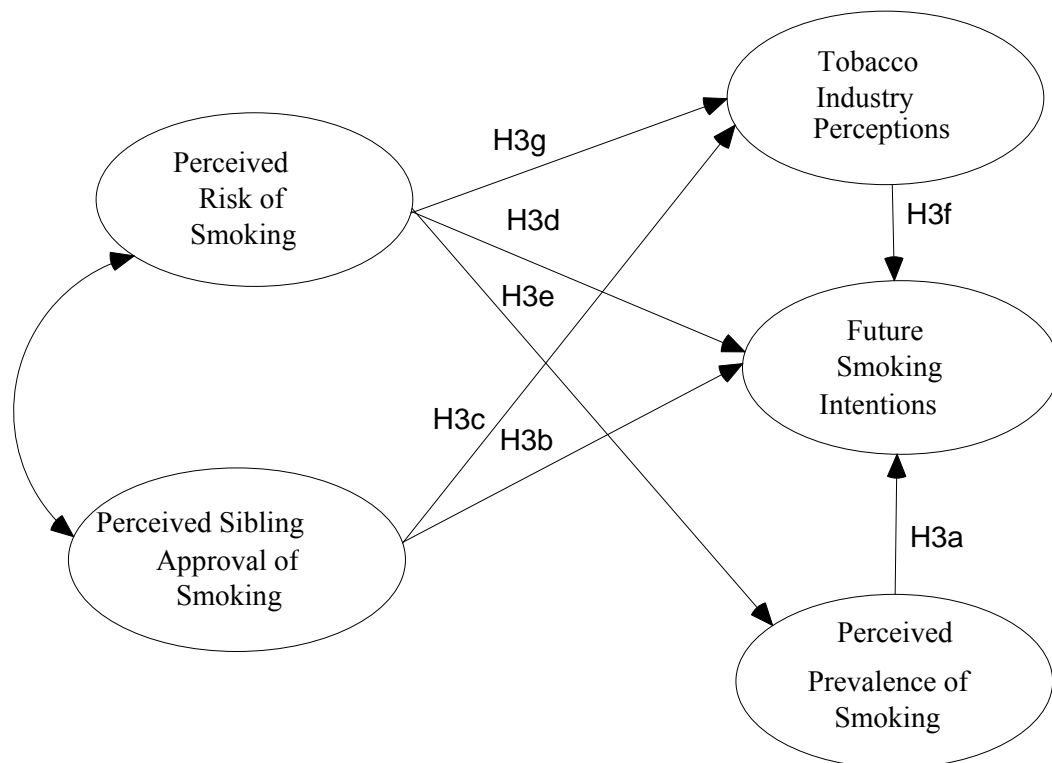 Tobacco
Industry
Perceptions
H3g
Perceived
Risk of
Smoking
H3d
H3f
H3e
Future
Smoking
Intentions
H3c
H3b
Perceived Sibling
Approval of
Smoking
H3a
Perceived
Prevalence of
Smoking